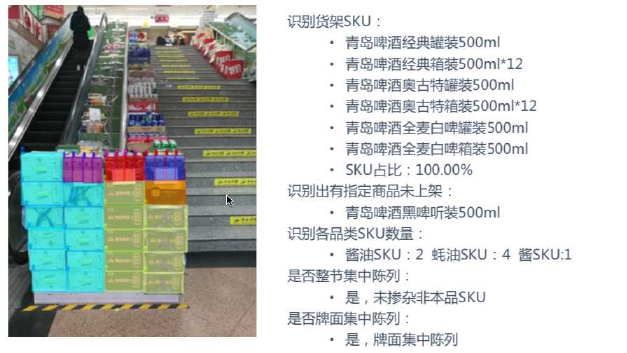 识别货架SKU：
• 青岛啤酒经典罐装500ml
• 青岛啤酒经典箱装500ml*12
• 青岛啤酒奥古特罐装500ml
• 青岛啤酒奥古特箱装500ml*12
• 青岛啤酒全麦白啤罐装500ml
• 青岛啤酒全麦白啤箱装500ml
• SKU占比：100.00%
识别出有指定商品未上架：
• 青岛啤酒黑啤听装500ml
识别各品类SKU数量：
• 酱油SKU：2 蚝油SKU：4 酱SKU:1
是否整节集中陈列：
• 是，未掺杂非本品SKU
是否牌面集中陈列：
• 是，牌面集中陈列